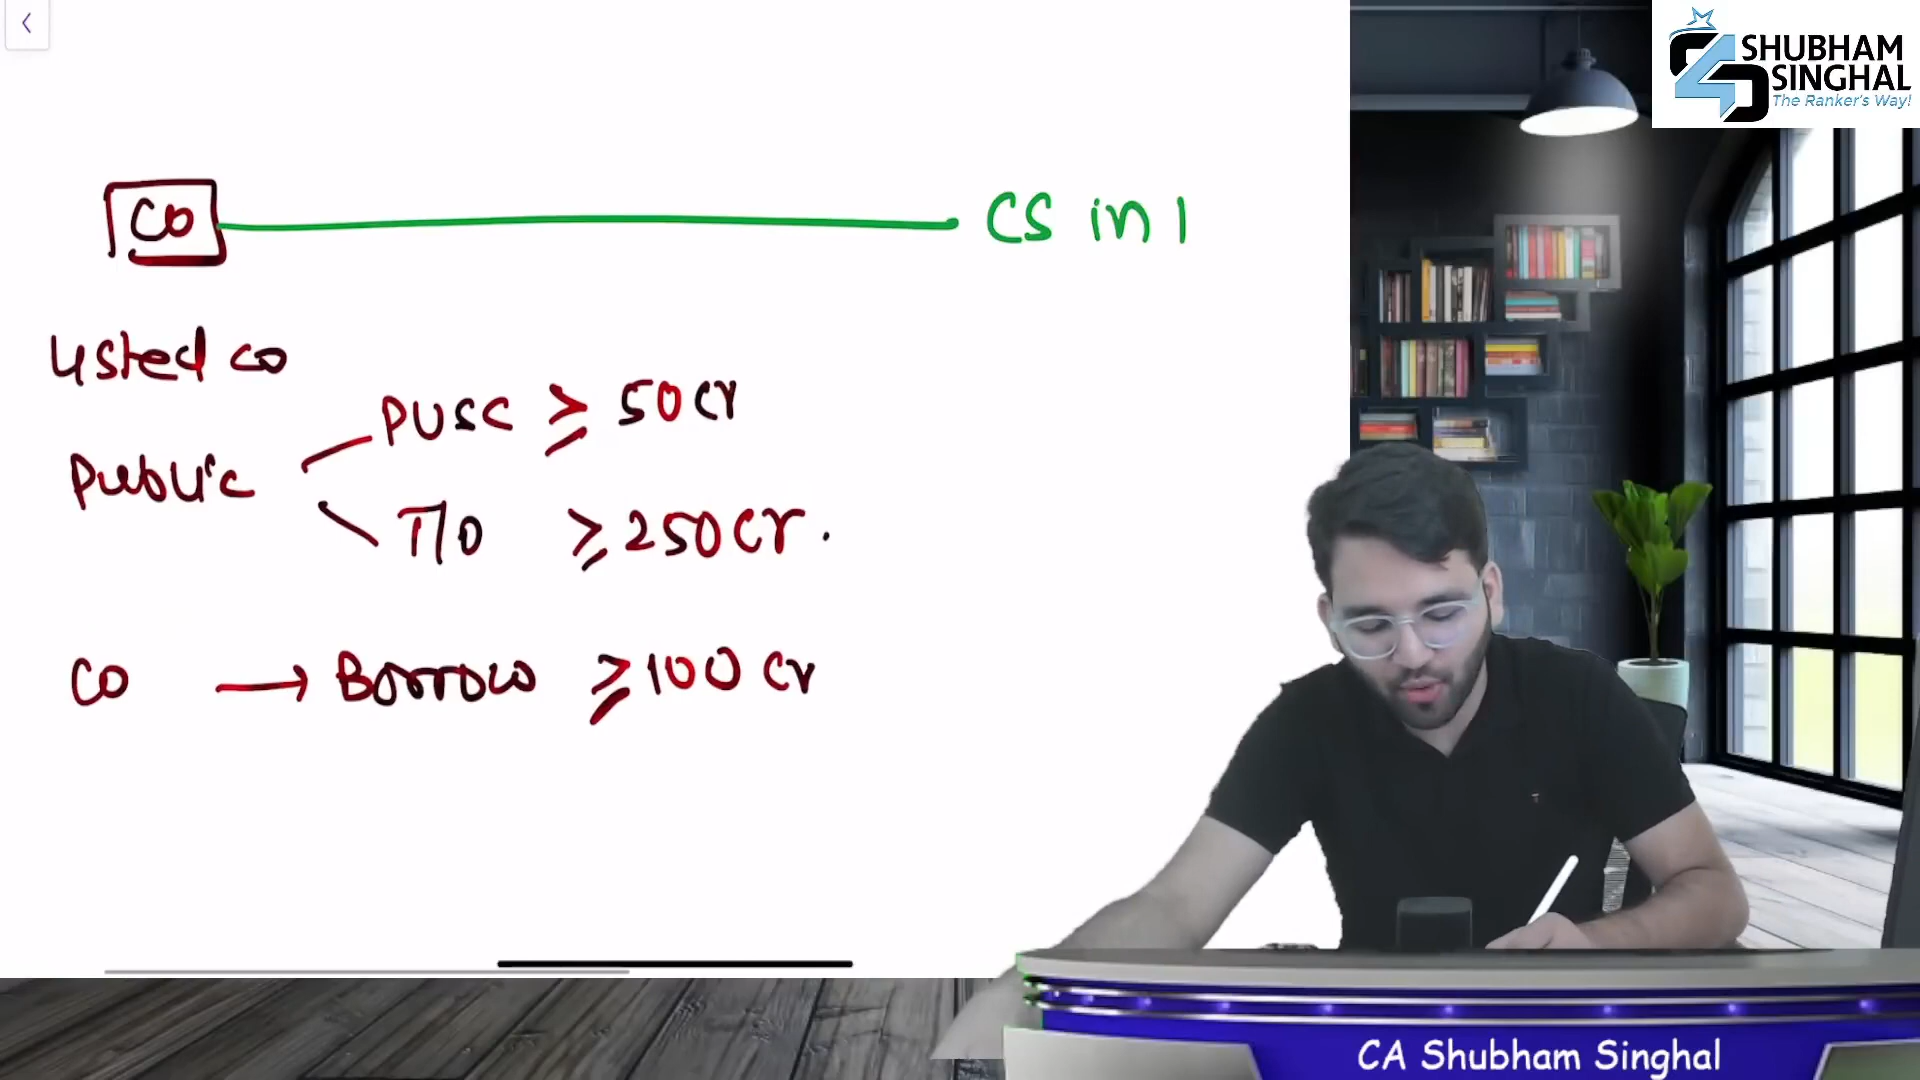 SHUBHAM
SINGHAL
The Ranker's Way!
CO
CS in 1
Listed co
Public
PUSC ≥ 50 Cr
T/O ≥ 250 Cr.
CO → Borrow ≥ 100 Cr
CA Shubham Singhal